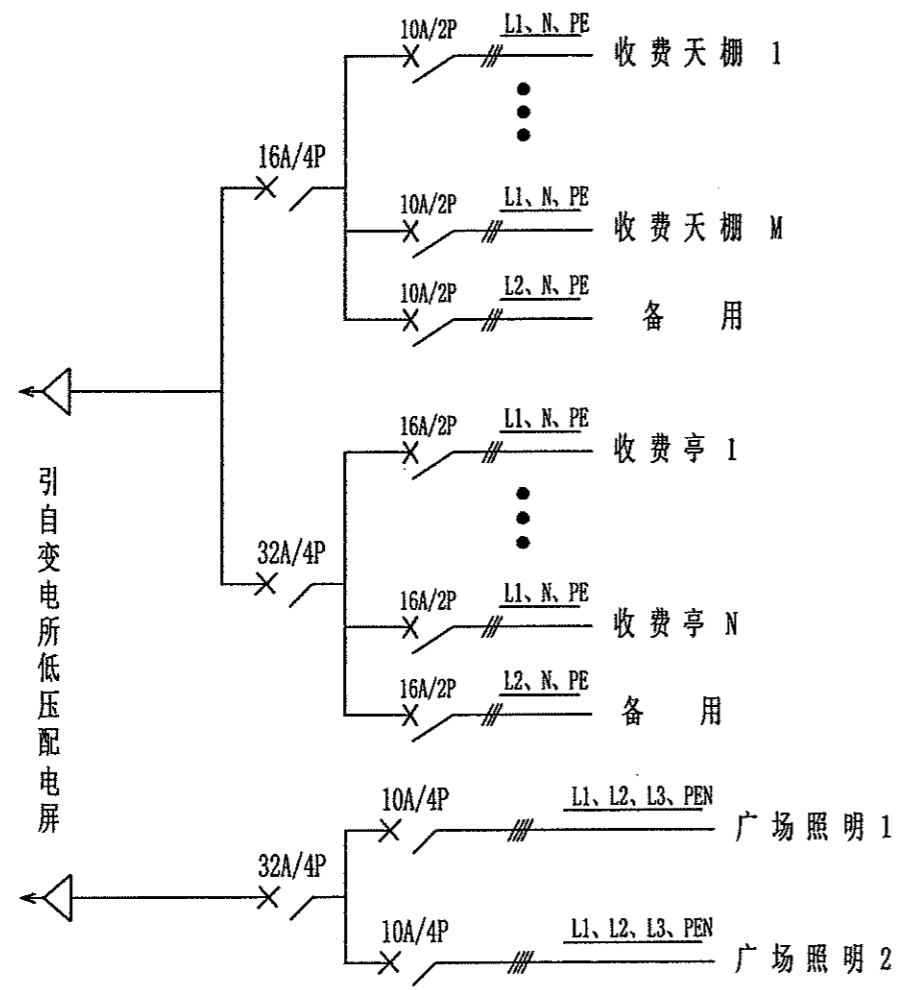 10A/2P
L1、N、PE
收费天棚 1
16A/4P
10A/2P
L1、N、PE
收费天棚 M
10A/2P
L2、N、PE
备用
引自变电所低压配电屏
16A/2P
L1、N、PE
收费亭 1
32A/4P
16A/2P
L1、N、PE
收费亭 N
16A/2P
L2、N、PE
备用
10A/4P
L1、L2、L3、PEN
广场照明 1
32A/4P
10A/4P
L1、L2、L3、PEN
广场照明 2